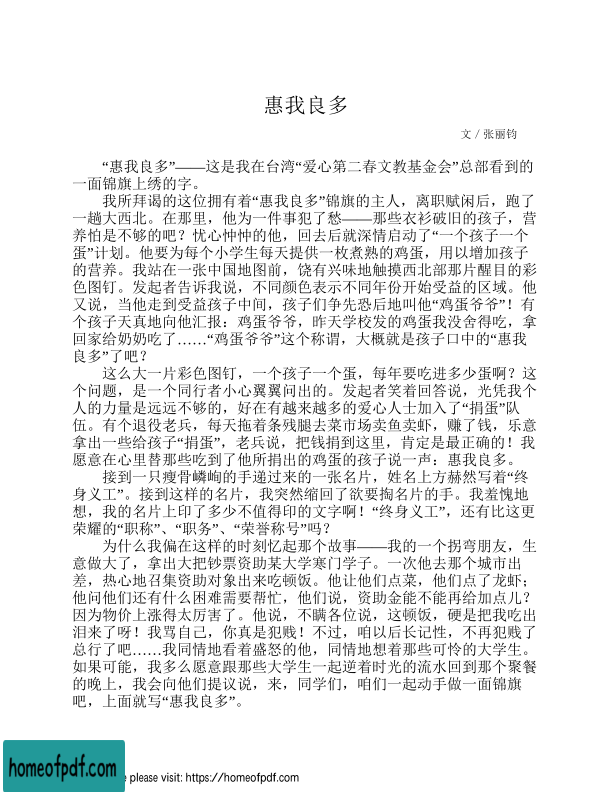 惠我良多
文／张丽钧
“惠我良多”——这是我在台湾“爱心第二春文教基金会”总部看到的
一面锦旗上绣的字。
我所拜谒的这位拥有着“惠我良多”锦旗的主人，离职赋闲后，跑了
一趟大西北。在那里，他为一件事犯了愁——那些衣衫破旧的孩子，营
养怕是不够的吧？忧心忡忡的他，回去后就深情启动了“一个孩子一个
蛋”计划。他要为每个小学生每天提供一枚煮熟的鸡蛋，用以增加孩子
的营养。我站在一张中国地图前，饶有兴味地触摸西北部那片醒目的彩
色图钉。发起者告诉我说，不同颜色表示不同年份开始受益的区域。他
又说，当他走到受益孩子中间，孩子们争先恐后地叫他“鸡蛋爷爷”！有
个孩子天真地向他汇报：鸡蛋爷爷，昨天学校发的鸡蛋我没舍得吃，拿
回家给奶奶吃了……“鸡蛋爷爷”这个称谓，大概就是孩子口中的“惠我
良多”了吧？
这么大一片彩色图钉，一个孩子一个蛋，每年要吃进多少蛋啊？这
个问题，是一个同行者小心翼翼问出的。发起者笑着回答说，光凭我个
人的力量是远远不够的，好在有越来越多的爱心人士加入了“捐蛋”队
伍。有个退役老兵，每天拖着条残腿去菜市场卖鱼卖虾，赚了钱，乐意
拿出一些给孩子“捐蛋”，老兵说，把钱捐到这里，肯定是最正确的！我
愿意在心里替那些吃到了他所捐出的鸡蛋的孩子说一声：惠我良多。
接到一只瘦骨嶙峋的手递过来的一张名片，姓名上方赫然写着“终
身义工”。接到这样的名片，我突然缩回了欲要掏名片的手。我羞愧地
想，我的名片上印了多少不值得印的文字啊！“终身义工”，还有比这更
荣耀的“职称”、“职务”、“荣誉称号”吗？
为什么我偏在这样的时刻忆起那个故事——我的一个拐弯朋友，生
意做大了，拿出大把钞票资助某大学寒门学子。一次他去那个城市出
差，热心地召集资助对象出来吃顿饭。他让他们点菜，他们点了龙虾；
他问他们还有什么困难需要帮忙，他们说，资助金能不能再给加点儿？
因为物价上涨得太厉害了。他说，不瞒各位说，这顿饭，硬是把我吃出
泪来了呀！我骂自己，你真是犯贱！不过，咱以后长记性，不再犯贱了
总行了吧……我同情地看着盛怒的他，同情地想着那些可怜的大学生。
如果可能，我多么愿意跟那些大学生一起逆着时光的流水回到那个聚餐
的晚上，我会向他们提议说，来，同学们，咱们一起动手做一面锦旗
吧，上面就写“惠我良多”。
homeofpdf.com
please visit: https://homeofpdf.com